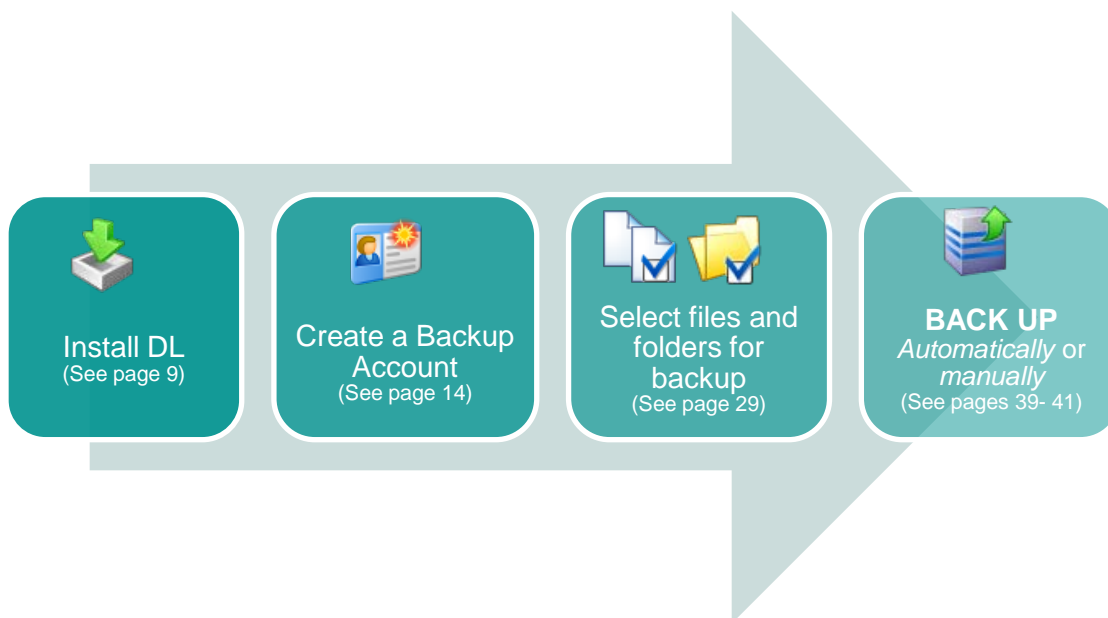 Install DL
(See page 9)
Create a Backup
Account
(See page 14)
Select files and
folders for
backup
(See page 29)
BACK UP
Automatically or
manually
(See pages 39- 41)